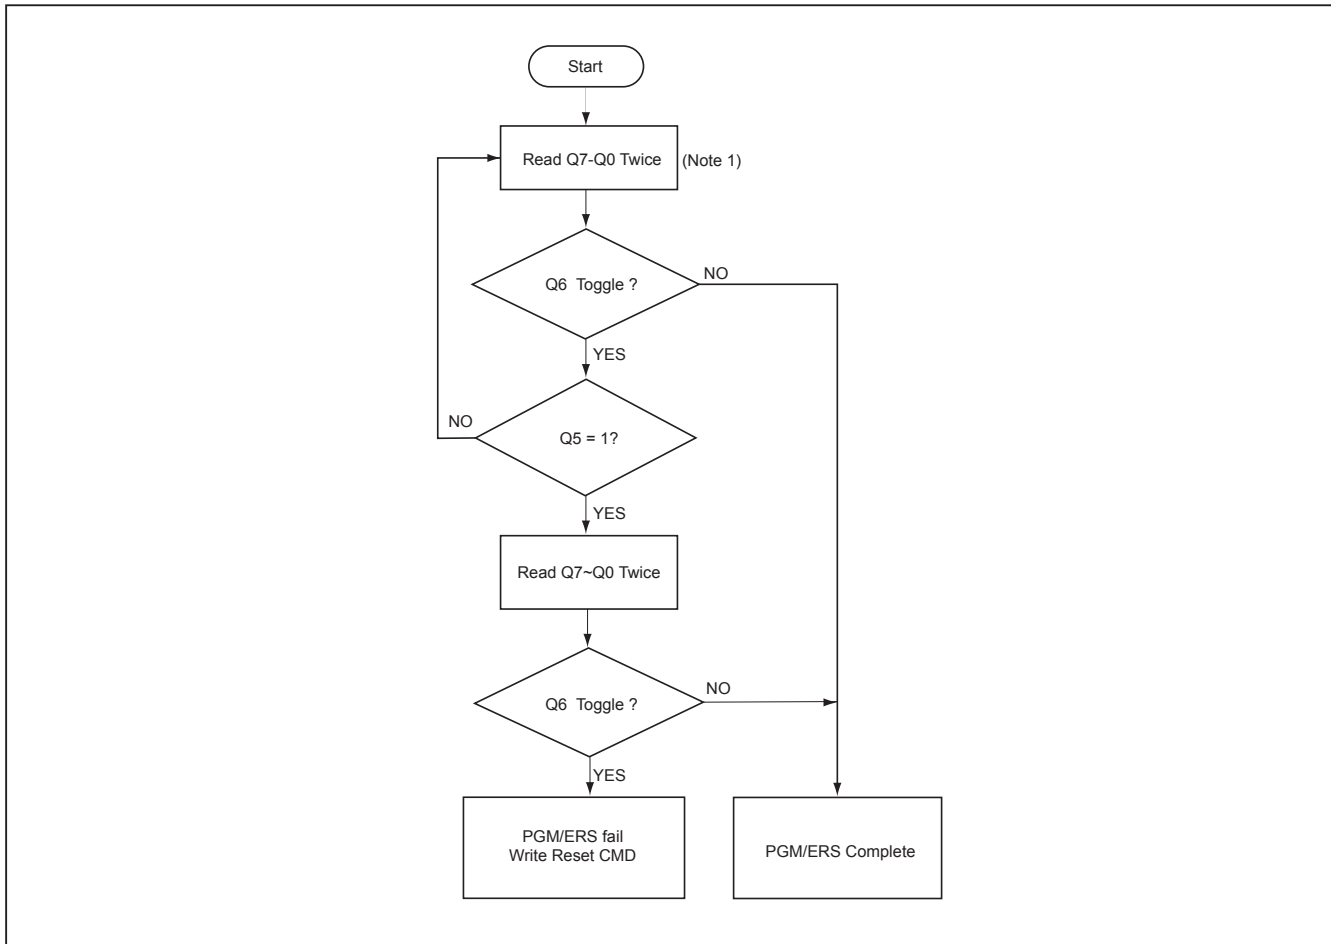 Start
Read Q7-Q0 Twice
(Note 1)
Q6 Toggle ?
NO
YES
NO
Q5 = 1?
YES
Read Q7~Q0 Twice
Q6 Toggle ?
NO
YES
PGM/ERS fail
Write Reset CMD
PGM/ERS Complete